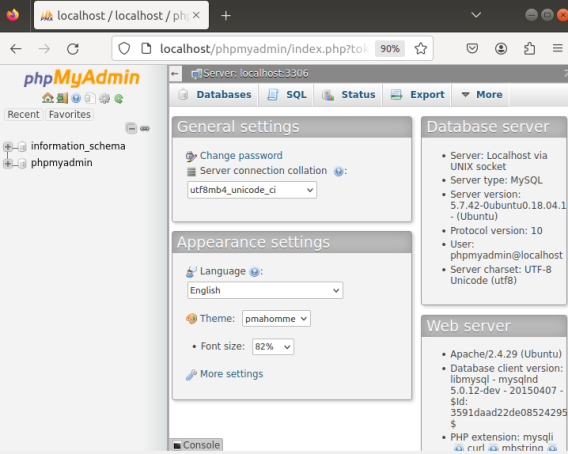 localhost / localhost / php
localhost/phpmyadmin/index.php?tok
90%
phpMyAdmin
Recent
Favorites
information_schema
phpmyadmin
Server: localhost:3306
Databases
SQL
Status
Export
More
General settings
Change password
Server connection collation
:
utf8mb4_unicode_ci
Appearance settings
Language
:
English
Theme:
pmahomme
• Font size:
82%
More settings
Console
Database server
• Server: Localhost via
UNIX socket
• Server type: MySQL
• Server version:
5.7.42-0ubuntu0.18.04.1
- (Ubuntu)
• Protocol version: 10
• User:
phpmyadmin@localhost
• Server charset: UTF-8
Unicode (utf8)
Web server
• Apache/2.4.29 (Ubuntu)
• Database client version:
libmysql - mysqlnd
5.0.12-dev - 20150407 -
$Id:
3591daad22de08524295
$
• PHP extension: mysqli
curl
mbstring